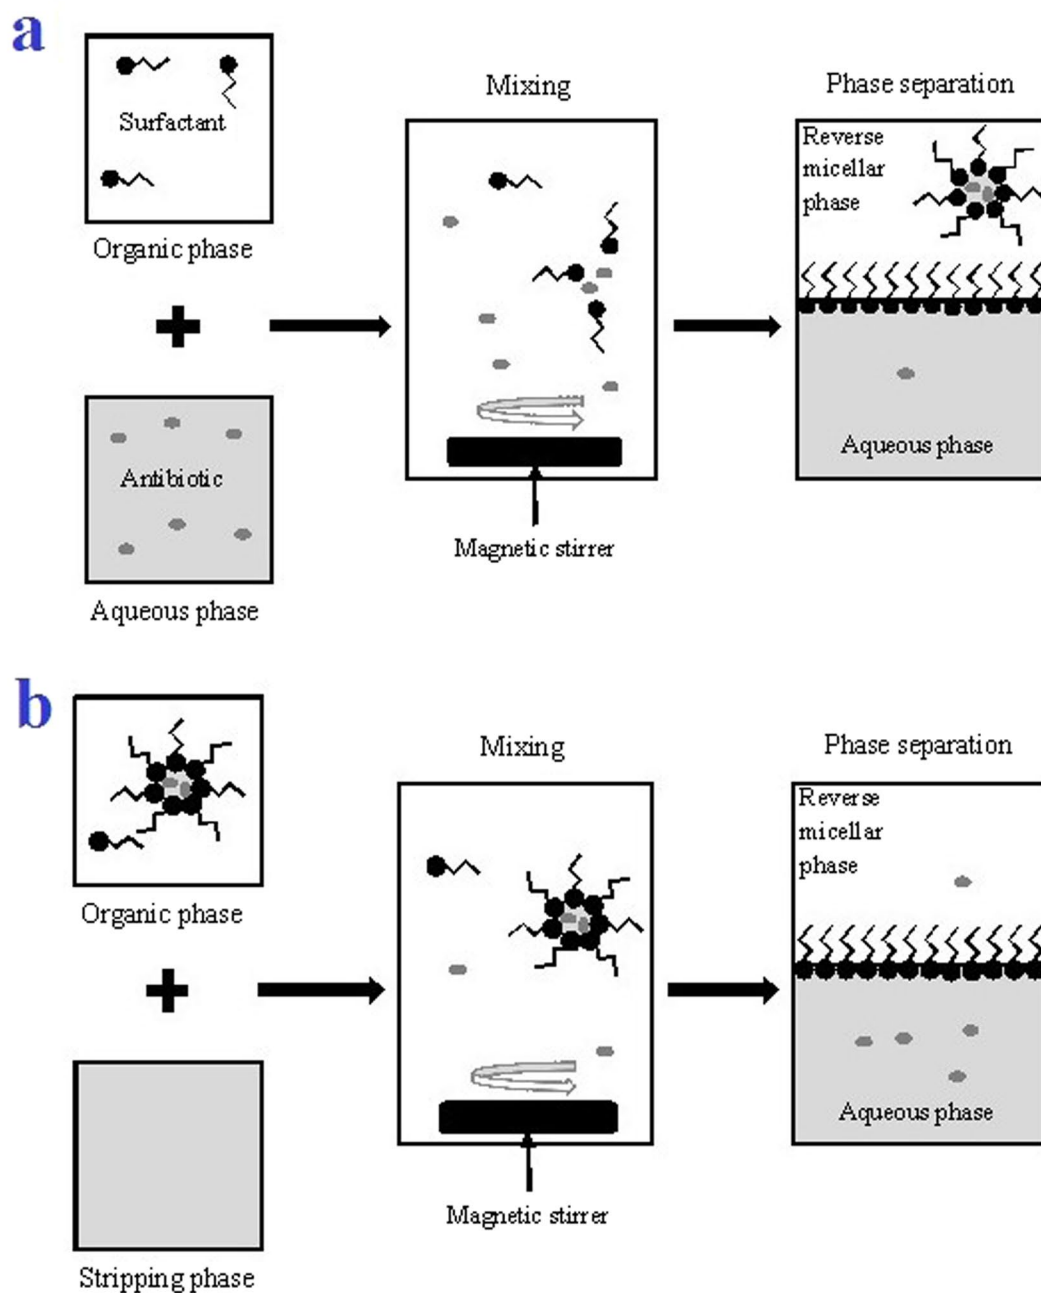 a
Surfactant
Organic phase
Antibiotic
Aqueous phase
Mixing
Magnetic stirrer
Phase separation
Reverse
micellar
phase
Aqueous phase
b
Organic phase
Stripping phase
Mixing
Magnetic stirrer
Phase separation
Reverse
micellar
phase
Aqueous phase